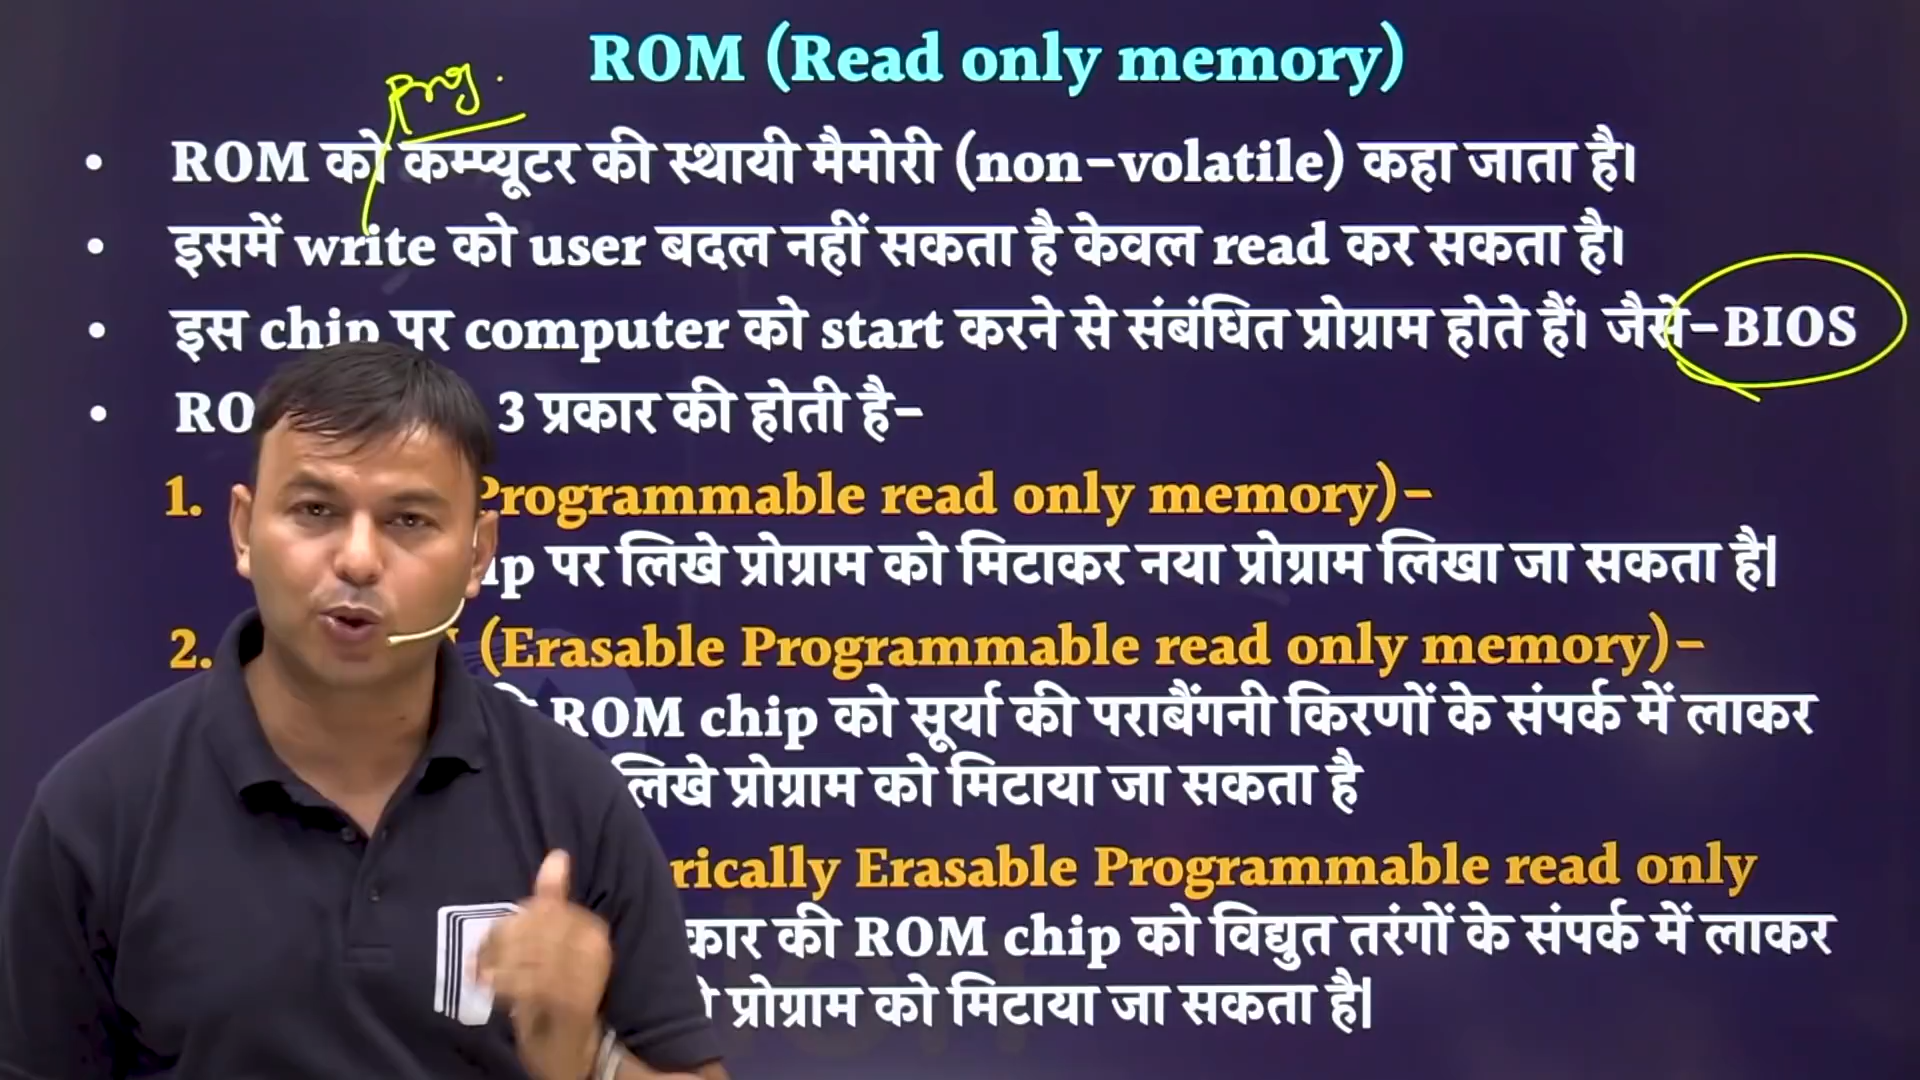 ROM (Read only memory)
prog.
• ROM को कम्प्यूटर की स्थायी मैमोरी (non-volatile) कहा जाता है।
• इसमें write को user बदल नहीं सकता है केवल read कर सकता है।
• इस chip पर computer को start करने से संबंधित प्रोग्राम होते हैं। जैसे-BIOS
• RO 3 प्रकार की होती है-
1. Programmable read only memory)-
पर लिखे प्रोग्राम को मिटाकर नया प्रोग्राम लिखा जा सकता है|
2. (Erasable Programmable read only memory)-
ROM chip को सूर्या की पराबैंगनी किरणों के संपर्क में लाकर
लिखे प्रोग्राम को मिटाया जा सकता है
rically Erasable Programmable read only
कार की ROM chip को विद्युत तरंगों के संपर्क में लाकर
प्रोग्राम को मिटाया जा सकता है|